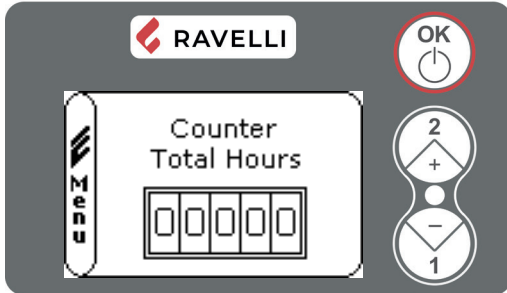 RAVELLI
OK
Counter
Total Hours
Menu
00000
2
+
−
1